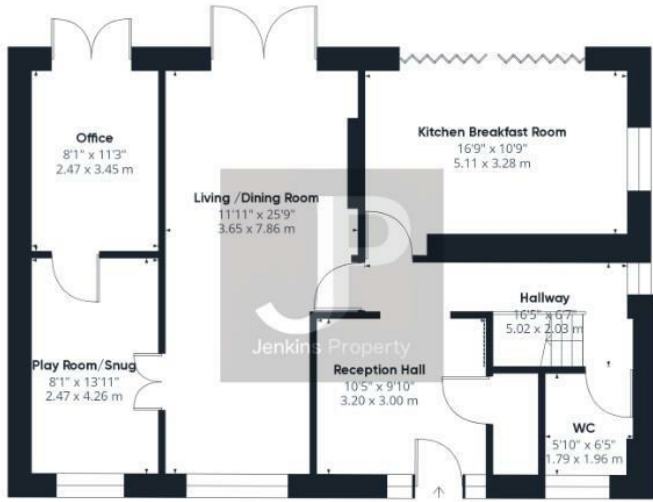 Office
8'1" x 11'3"
2.47 x 3.45 m
Kitchen Breakfast Room
16'9" x 10'9"
5.11 x 3.28 m
Living /Dining Room
11'11" x 25'9"
3.65 x 7.86 m
JP
Jenkins Property
Hallway
16'5" x 6'7"
5.02 x 2.03 m
Play Room/Snug
8'1" x 13'11"
2.47 x 4.26 m
Reception Hall
10'5" x 9'10"
3.20 x 3.00 m
WC
5'10" x 6'5"
1.79 x 1.96 m